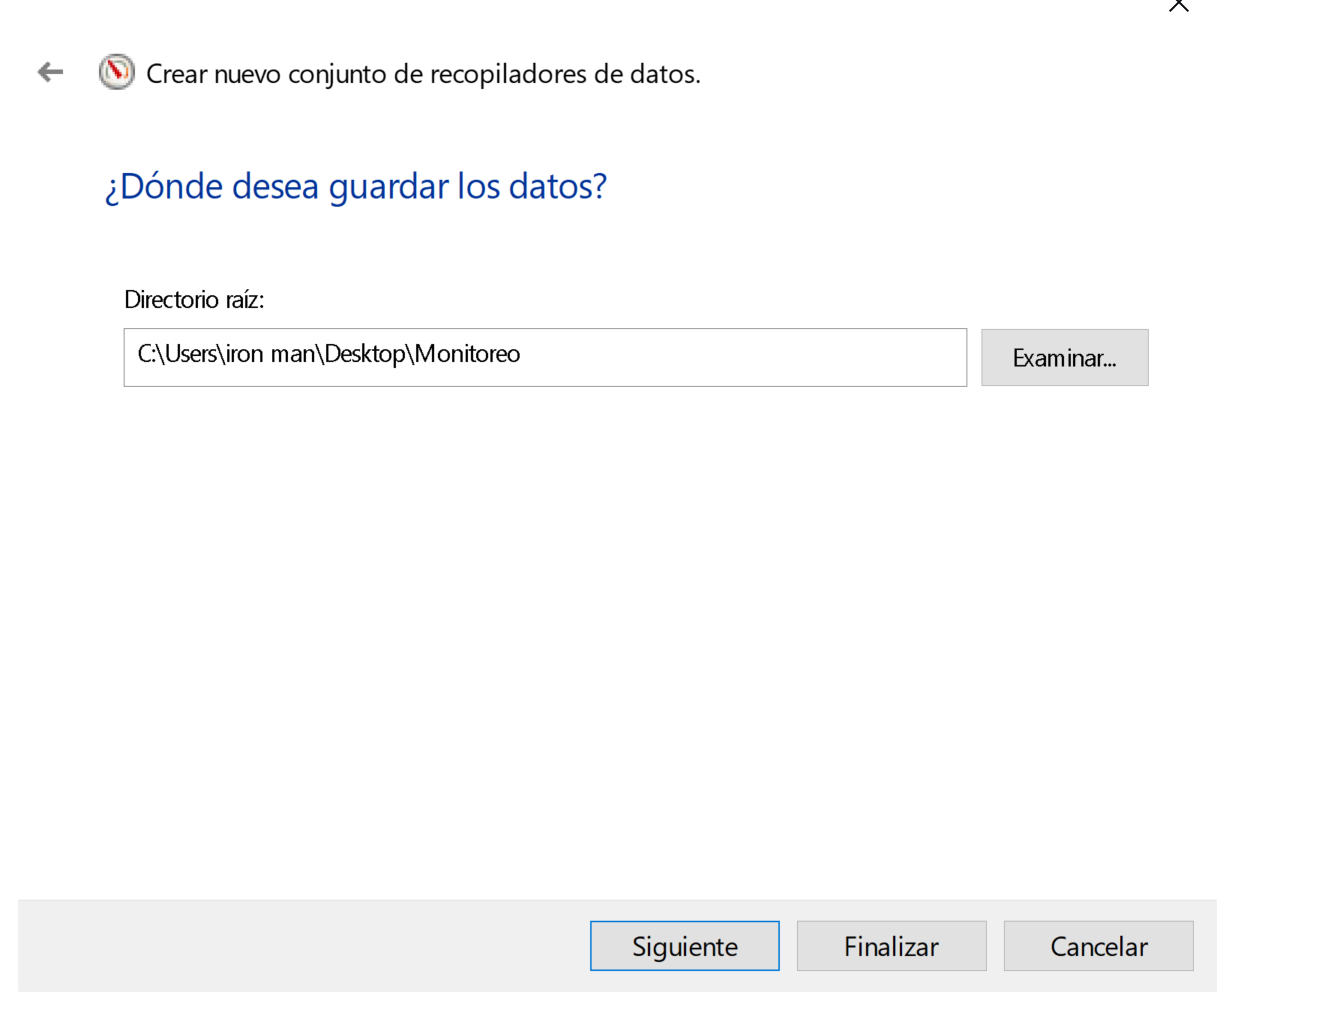 Crear nuevo conjunto de recopiladores de datos.
¿Dónde desea guardar los datos?
Directorio raíz:
C:\Users\iron man\Desktop\Monitoreo
Examinar...
Siguiente
Finalizar
Cancelar